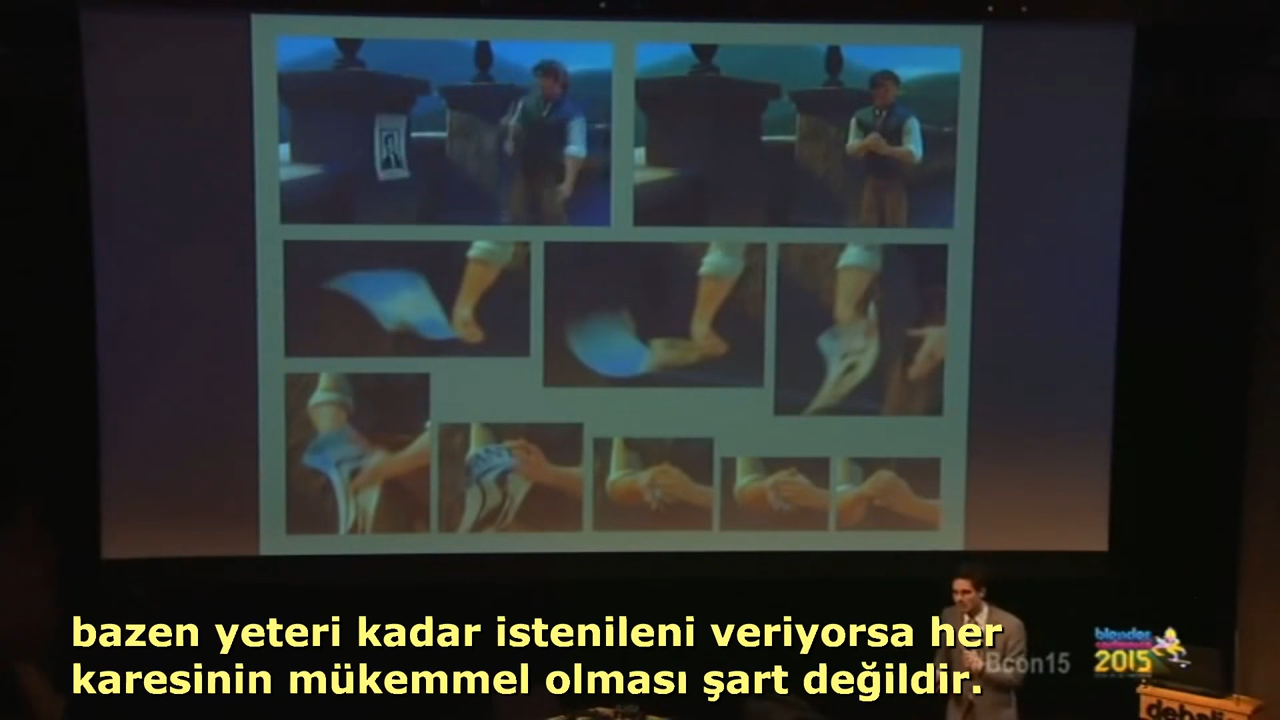 bazen yeteri kadar istenileni veriyorsa her
karesinin mükemmel olması şart değildir.
Bcon15
blender
2015